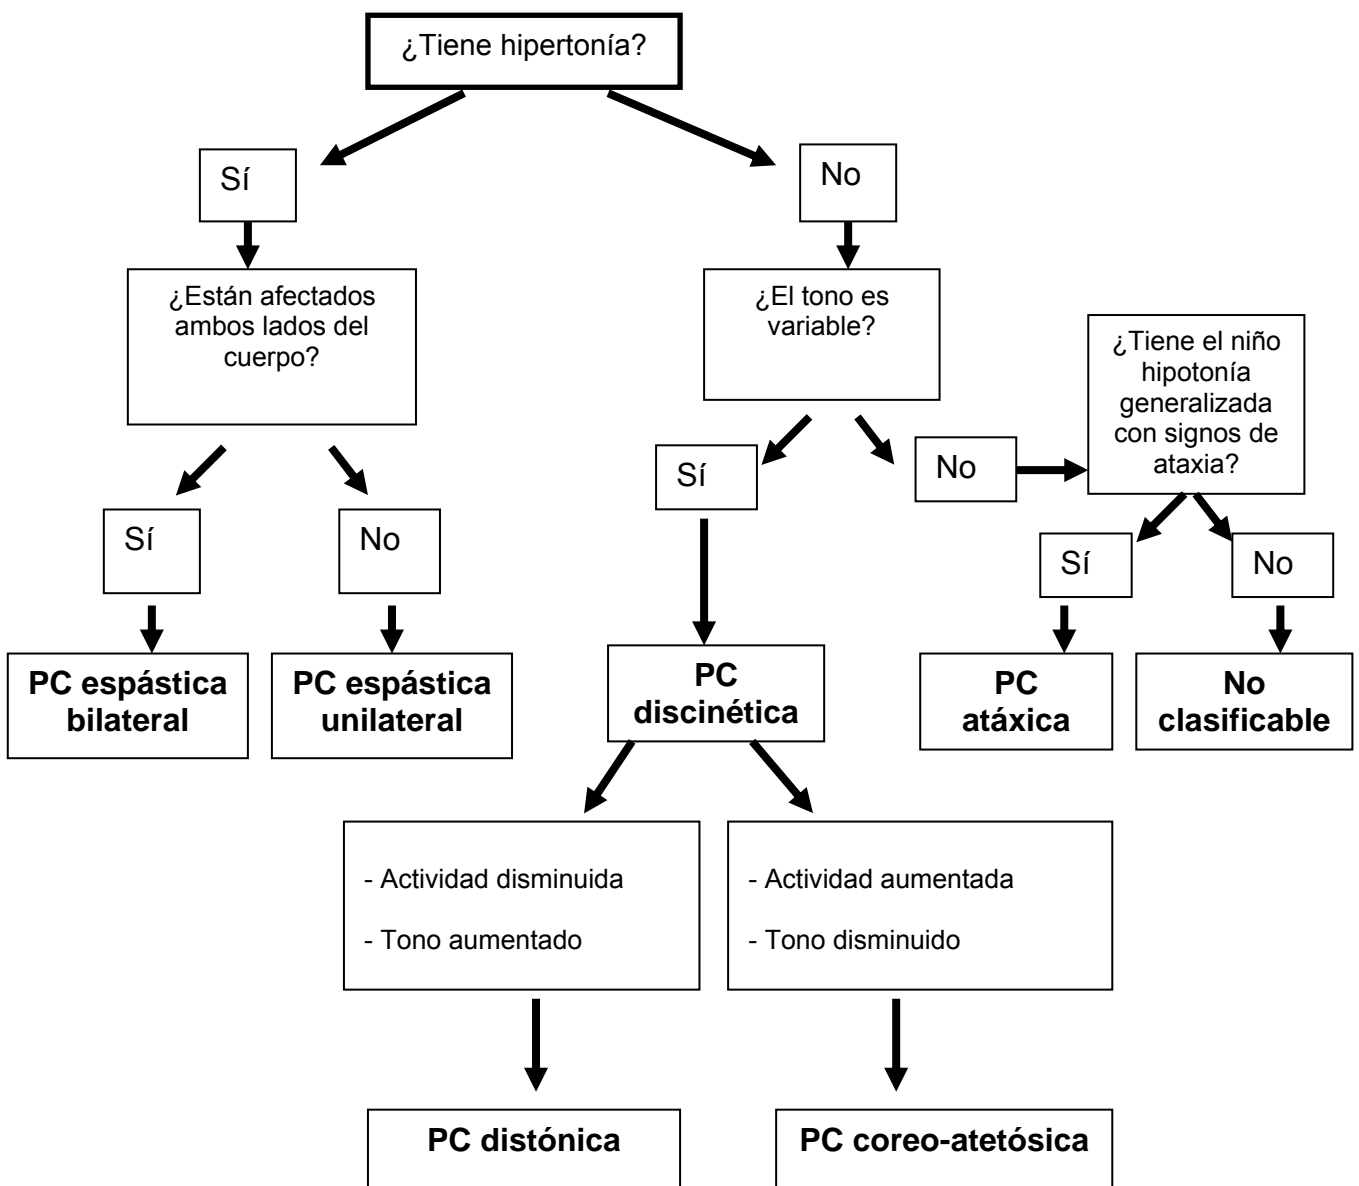 ¿Tiene hipertonía?
Sí
No
¿Están afectados
ambos lados del
cuerpo?
¿El tono es
variable?
¿Tiene el niño
hipotonía
generalizada
con signos de
ataxia?
Sí
No
Sí
No
Sí
No
PC espástica
bilateral
PC espástica
unilateral
PC
discinética
PC
atáxica
No
clasificable
- Actividad disminuida
- Tono aumentado
- Actividad aumentada
- Tono disminuido
PC distónica
PC coreo-atetósica